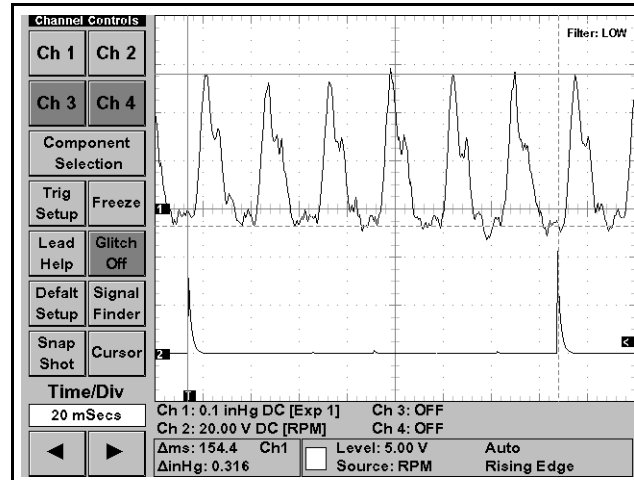 Channel Controls
Filter: LOW
Ch 1 Ch 2
Ch 3 Ch 4
Component
Selection
Trig
Setup
Freeze
Lead
Help
Glitch
Off
Defalt
Setup
Signal
Finder
Snap
Shot
Cursor
Time/Div
20 mSecs
1
2
T
<
Ch 1: 0.1 inHg DC [Exp 1] Ch 3: OFF
Ch 2: 20.00 V DC [RPM] Ch 4: OFF
Δms: 154.4 Ch1
ΔinHg: 0.316
Level: 5.00 V Auto
Source: RPM Rising Edge